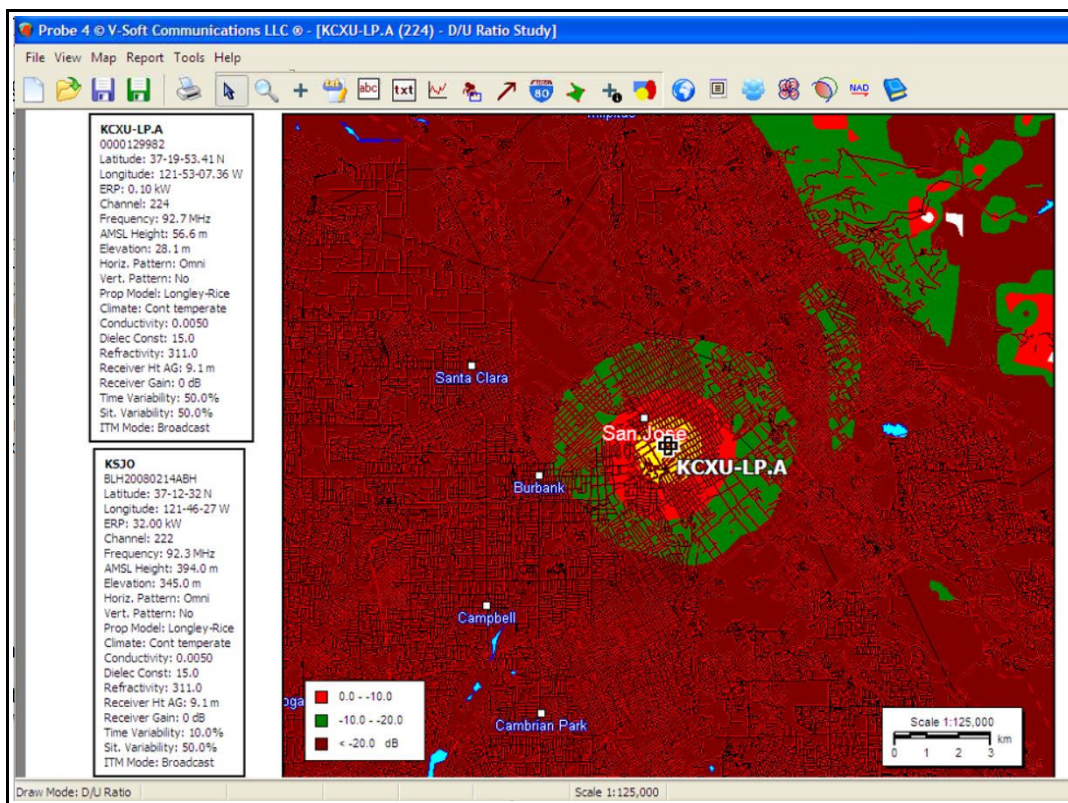 Probe 4 © V-Soft Communications LLC ® - [KCXU-LP.A (224) - D/U Ratio Study]
File View Map Report Tools Help
abc
txt
80
NAD
KCXU-LP.A
0000129982
Latitude: 37-19-53.41 N
Longitude: 121-53-07.36 W
ERP: 0.10 kW
Channel: 224
Frequency: 92.7 MHz
AMSL Height: 56.6 m
Elevation: 28.1 m
Horiz. Pattern: Omni
Vert. Pattern: No
Prop Model: Longley-Rice
Climate: Cont temperate
Conductivity: 0.0050
Dielec Const: 15.0
Refractivity: 311.0
Receiver Ht AG: 9.1 m
Receiver Gain: 0 dB
Time Variability: 50.0%
Sit. Variability: 50.0%
ITM Mode: Broadcast
KSJO
BLH20080214ABH
Latitude: 37-12-32 N
Longitude: 121-46-27 W
ERP: 32.00 kW
Channel: 222
Frequency: 92.3 MHz
AMSL Height: 394.0 m
Elevation: 345.0 m
Horiz. Pattern: Omni
Vert. Pattern: No
Prop Model: Longley-Rice
Climate: Cont temperate
Conductivity: 0.0050
Dielec Const: 15.0
Refractivity: 311.0
Receiver Ht AG: 9.1 m
Receiver Gain: 0 dB
Time Variability: 10.0%
Sit. Variability: 50.0%
ITM Mode: Broadcast
Santa Clara
San Jose
KCXU-LP.A
Burbank
Campbell
oga
Cambrian Park
0.0 - -10.0
-10.0 - -20.0
< -20.0 dB
Scale 1:125,000
km
0 1 2 3
Draw Mode: D/U Ratio
Scale 1:125,000